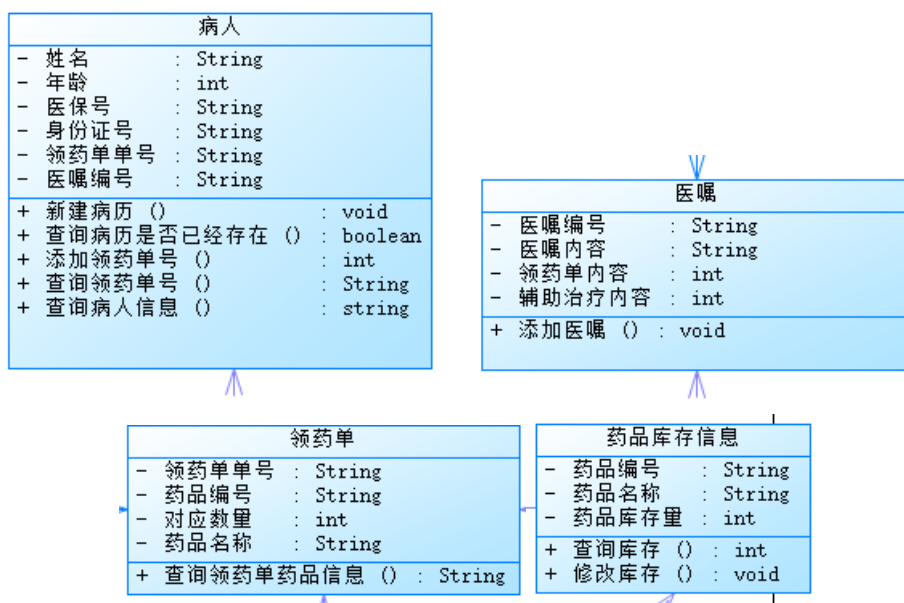 病人
- 姓名 : String
- 年龄 : int
- 医保号 : String
- 身份证号 : String
- 领药单单号 : String
- 医嘱编号 : String
+ 新建病历 () : void
+ 查询病历是否已经存在 () : boolean
+ 添加领药单号 () : int
+ 查询领药单号 () : String
+ 查询病人信息 () : string
医嘱
- 医嘱编号 : String
- 医嘱内容 : String
- 领药单内容 : int
- 辅助治疗内容 : int
+ 添加医嘱 () : void
领药单
- 领药单单号 : String
- 药品编号 : String
- 对应数量 : int
- 药品名称 : String
+ 查询领药单药品信息 () : String
药品库存信息
- 药品编号 : String
- 药品名称 : String
- 药品库存量 : int
+ 查询库存 () : int
+ 修改库存 () : void